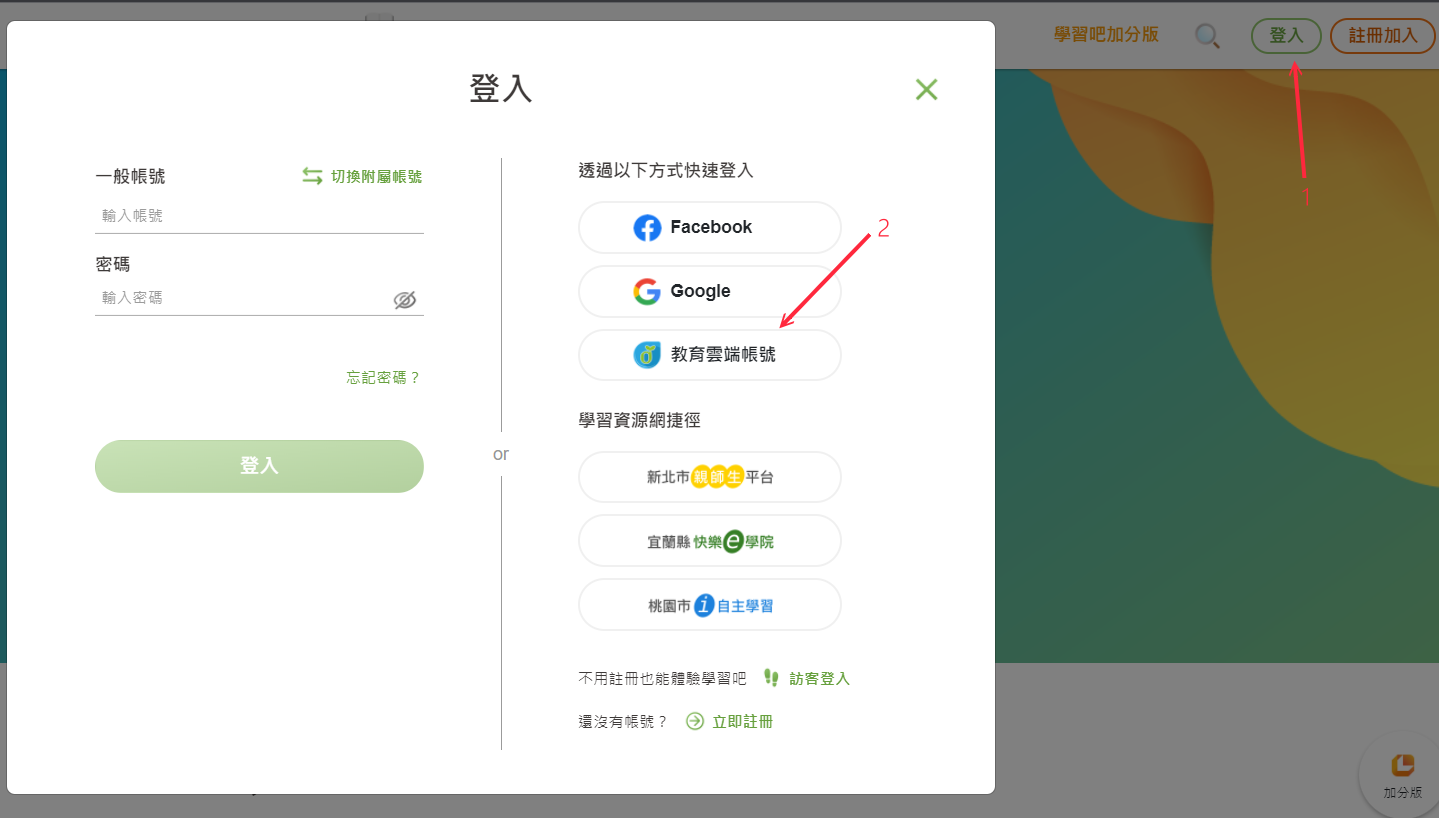 學習吧加分版
登入
註冊加入
1
登入
一般帳號
切換附屬帳號
輸入帳號
密碼
輸入密碼
忘記密碼？
登入
or
透過以下方式快速登入
Facebook
2
Google
教育雲端帳號
學習資源網捷徑
新北市親師生平台
宜蘭縣快樂e學院
桃園市i自主學習
不用註冊也能體驗學習吧 訪客登入
還沒有帳號？ 立即註冊
加分版